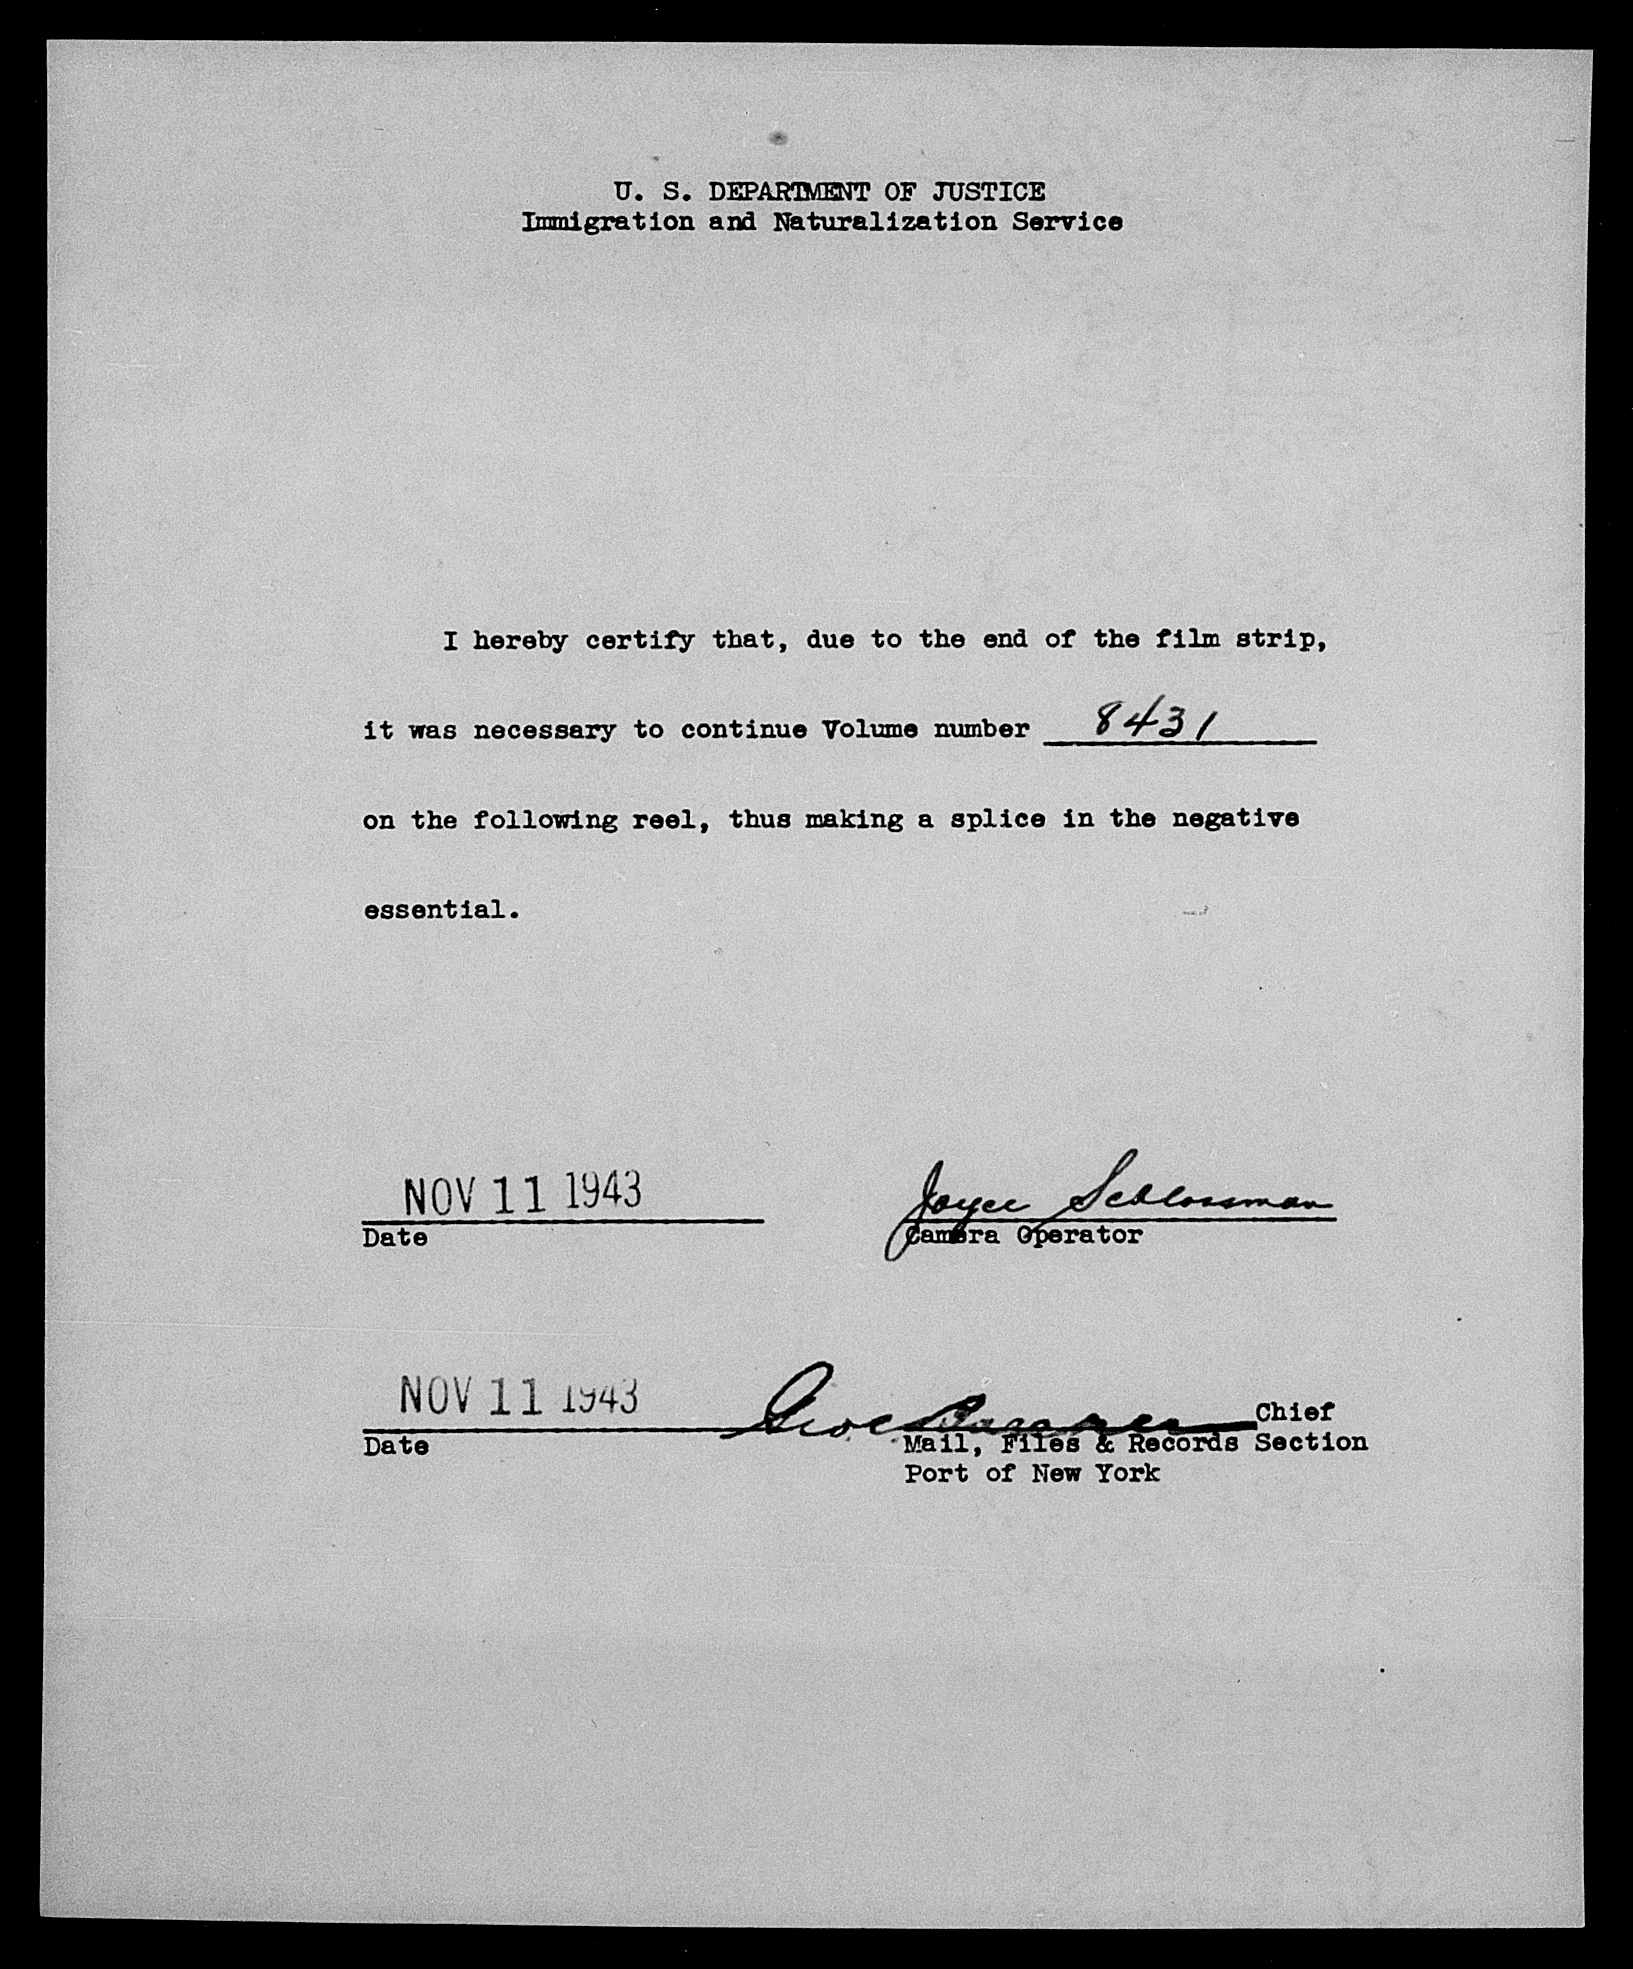 U. S. DEPARTMENT OF JUSTICE
Immigration and Naturalization Service
I hereby certify that, due to the end of the film strip,
it was necessary to continue Volume number 8431
on the following reel, thus making a splice in the negative
essential.
NOV 11 1943 Joyce Schlossman
Date Camera Operator
NOV 11 1943 Geo Chief
Date Mail, Files & Records Section
Port of New York